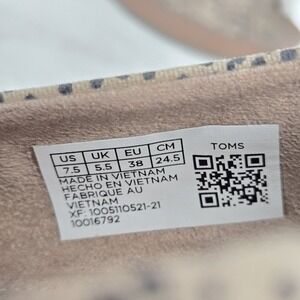 US UK EU CM
7.5 5.5 38 24.5
MADE IN VIETNAM
HECHO EN VIETNAM
FABRIQUE AU
VIETNAM
XF: 1005110521-21
10016792
TOMS